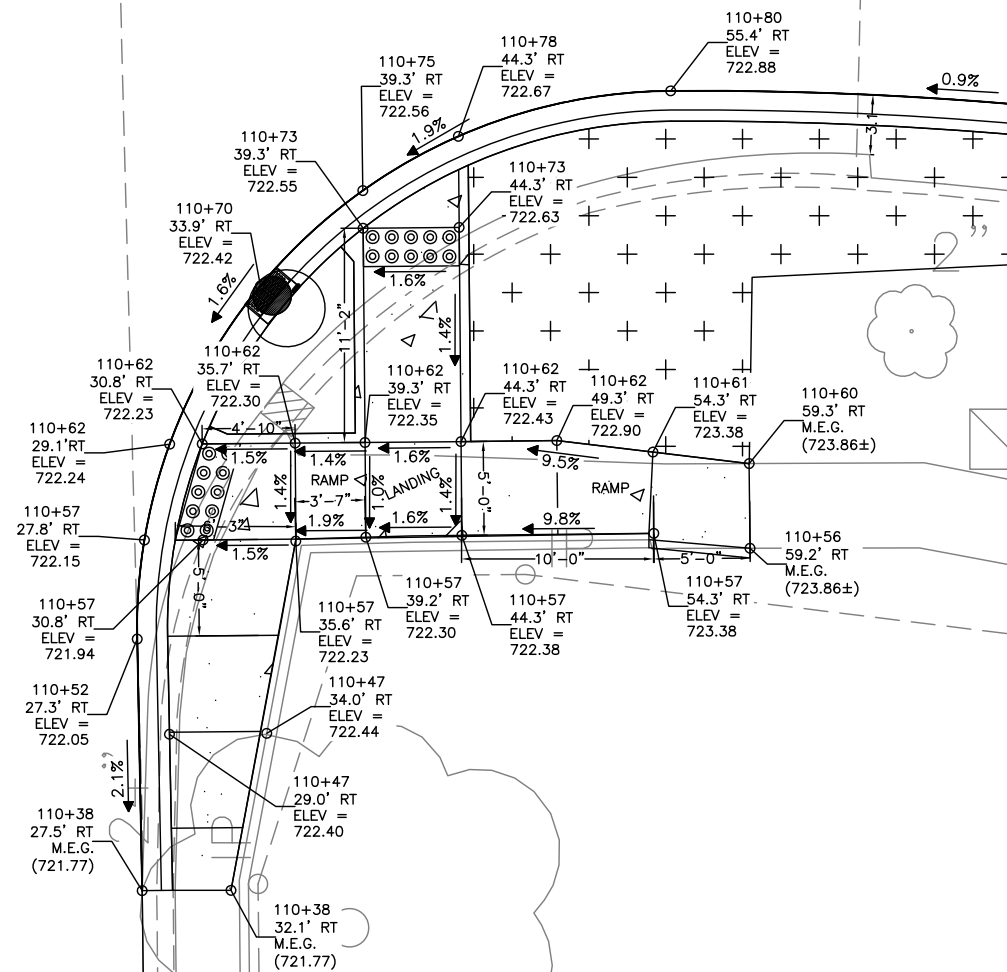 110+80
55.4' RT
ELEV =
722.88
110+78
44.3' RT
ELEV =
722.67
110+75
39.3' RT
ELEV =
722.56
0.9%
3.1
1.9%
110+73
39.3' RT
ELEV =
722.55
110+73
44.3' RT
ELEV =
722.63
110+70
33.9' RT
ELEV =
722.42
2"
1.6%
1.6%
11'-2"
1.4%
110+62
35.7' RT
ELEV =
722.30
110+62
30.8' RT
ELEV =
722.23
110+62
39.3' RT
ELEV =
722.35
110+62
44.3' RT
ELEV =
722.43
110+62
49.3' RT
ELEV =
722.90
110+61
54.3' RT
ELEV =
723.38
110+60
59.3' RT
M.E.G.
(723.86±)
110+62
29.1'RT
ELEV =
722.24
4'-10"
1.5%
1.4%
1.6%
9.5%
RAMP
LANDING
RAMP
1.4%
1.0%
1.4%
5'-0"
3'-7"
6'-3"
1.9%
1.6%
9.8%
1.5%
110+57
27.8' RT
ELEV =
722.15
10'-0"
5'-0"
5'-0"
110+56
59.2' RT
M.E.G.
(723.86±)
110+57
30.8' RT
ELEV =
721.94
110+57
35.6' RT
ELEV =
722.23
110+57
39.2' RT
ELEV =
722.30
110+57
44.3' RT
ELEV =
722.38
110+57
54.3' RT
ELEV =
723.38
110+52
27.3' RT
ELEV =
722.05
110+47
34.0' RT
ELEV =
722.44
2.1%
110+47
29.0' RT
ELEV =
722.40
110+38
27.5' RT
M.E.G.
(721.77)
110+38
32.1' RT
M.E.G.
(721.77)